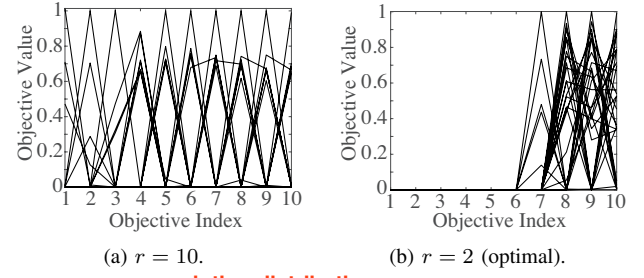 1
0.8
0.6
0.4
0.2
0
Objective Value
1 2 3 4 5 6 7 8 9 10
Objective Index
(a) r = 10.
1
0.8
0.6
0.4
0.2
0
Objective Value
1 2 3 4 5 6 7 8 9 10
Objective Index
(b) r = 2 (optimal).